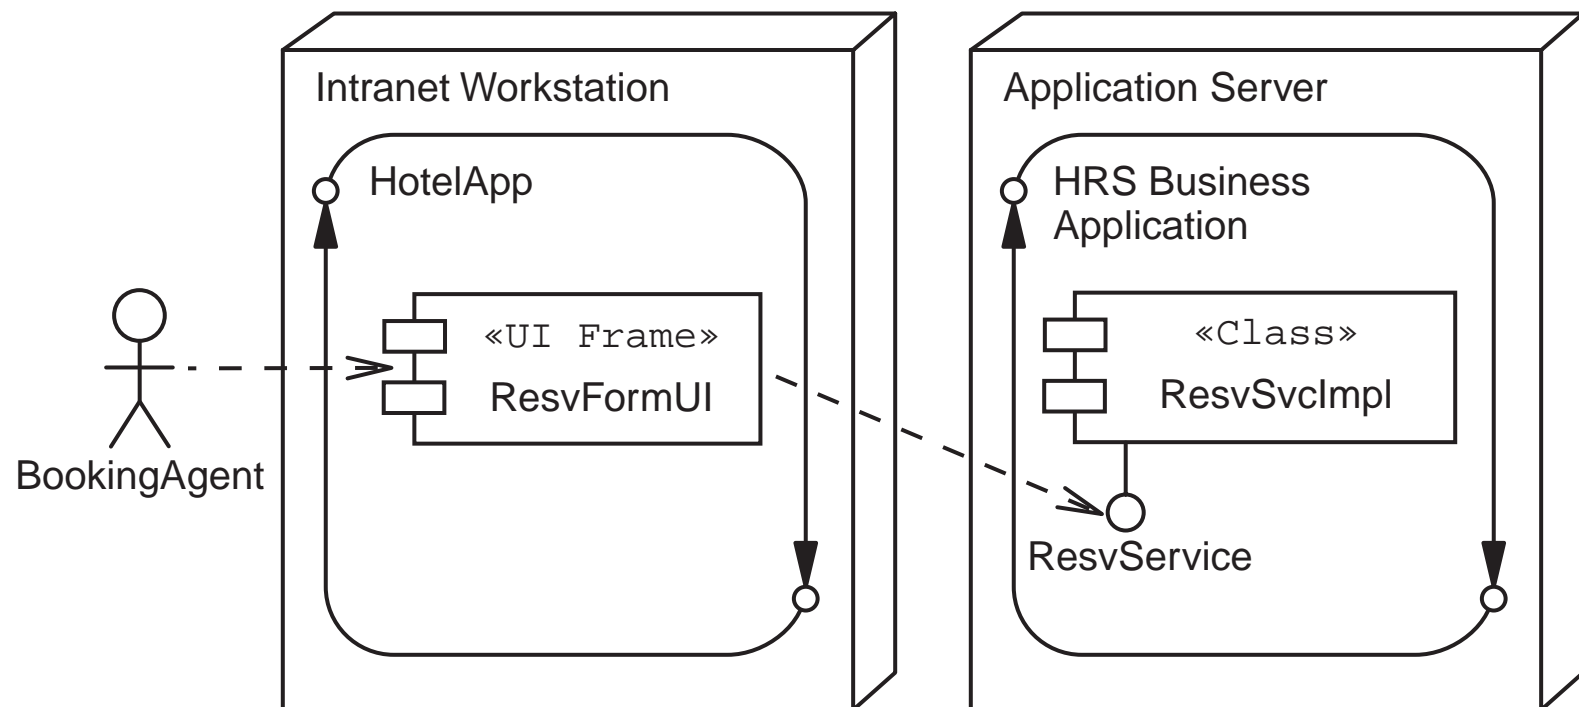 Intranet Workstation
Application Server
HotelApp
HRS Business
Application
«UI Frame»
ResvFormUI
«Class»
ResvSvcImpl
BookingAgent
ResvService